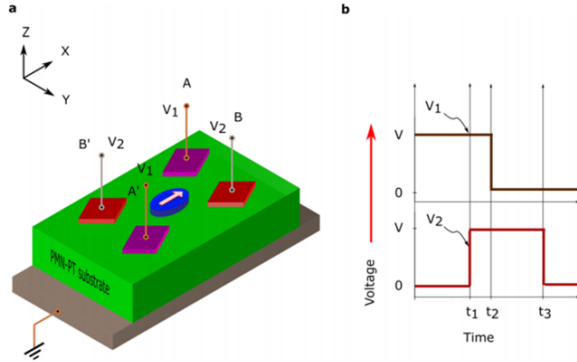 a
Z
X
Y
A
V1
B
V2
B' V2
V1
A'
PMN-PT substrate
b
V1
V
0
V2
V
0
Voltage
t1 t2 t3
Time